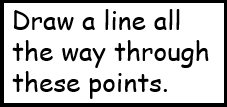 Draw a line all
the way through
these points.